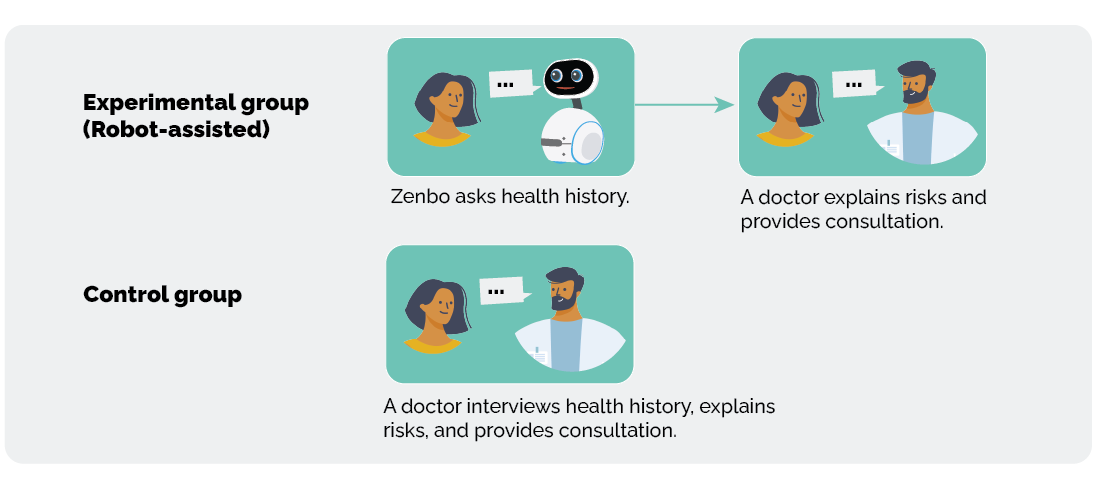 Experimental group
(Robot-assisted)
...
...
Zenbo asks health history.
A doctor explains risks and
provides consultation.
Control group
...
A doctor interviews health history, explains
risks, and provides consultation.